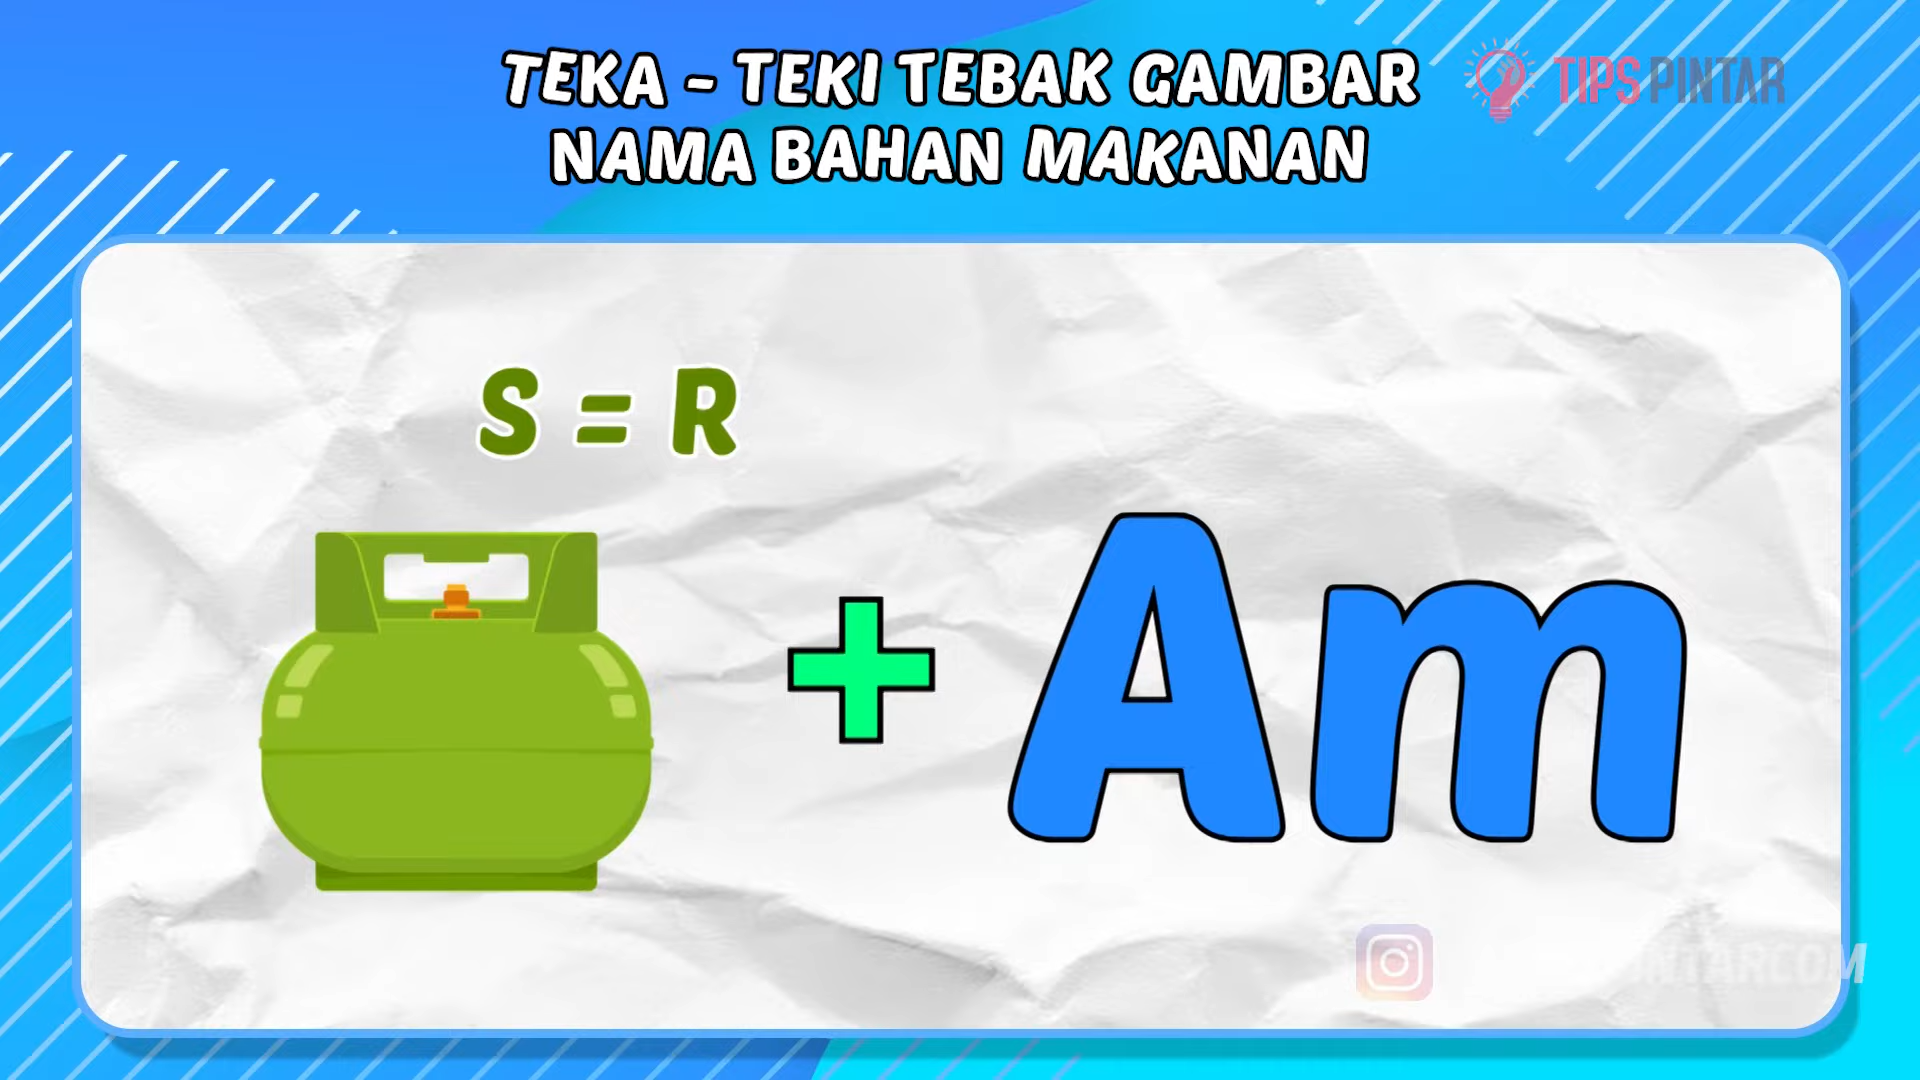 TEKA - TEKI TEBAK GAMBAR
NAMA BAHAN MAKANAN
TIPS PINTAR
S = R
+ Am